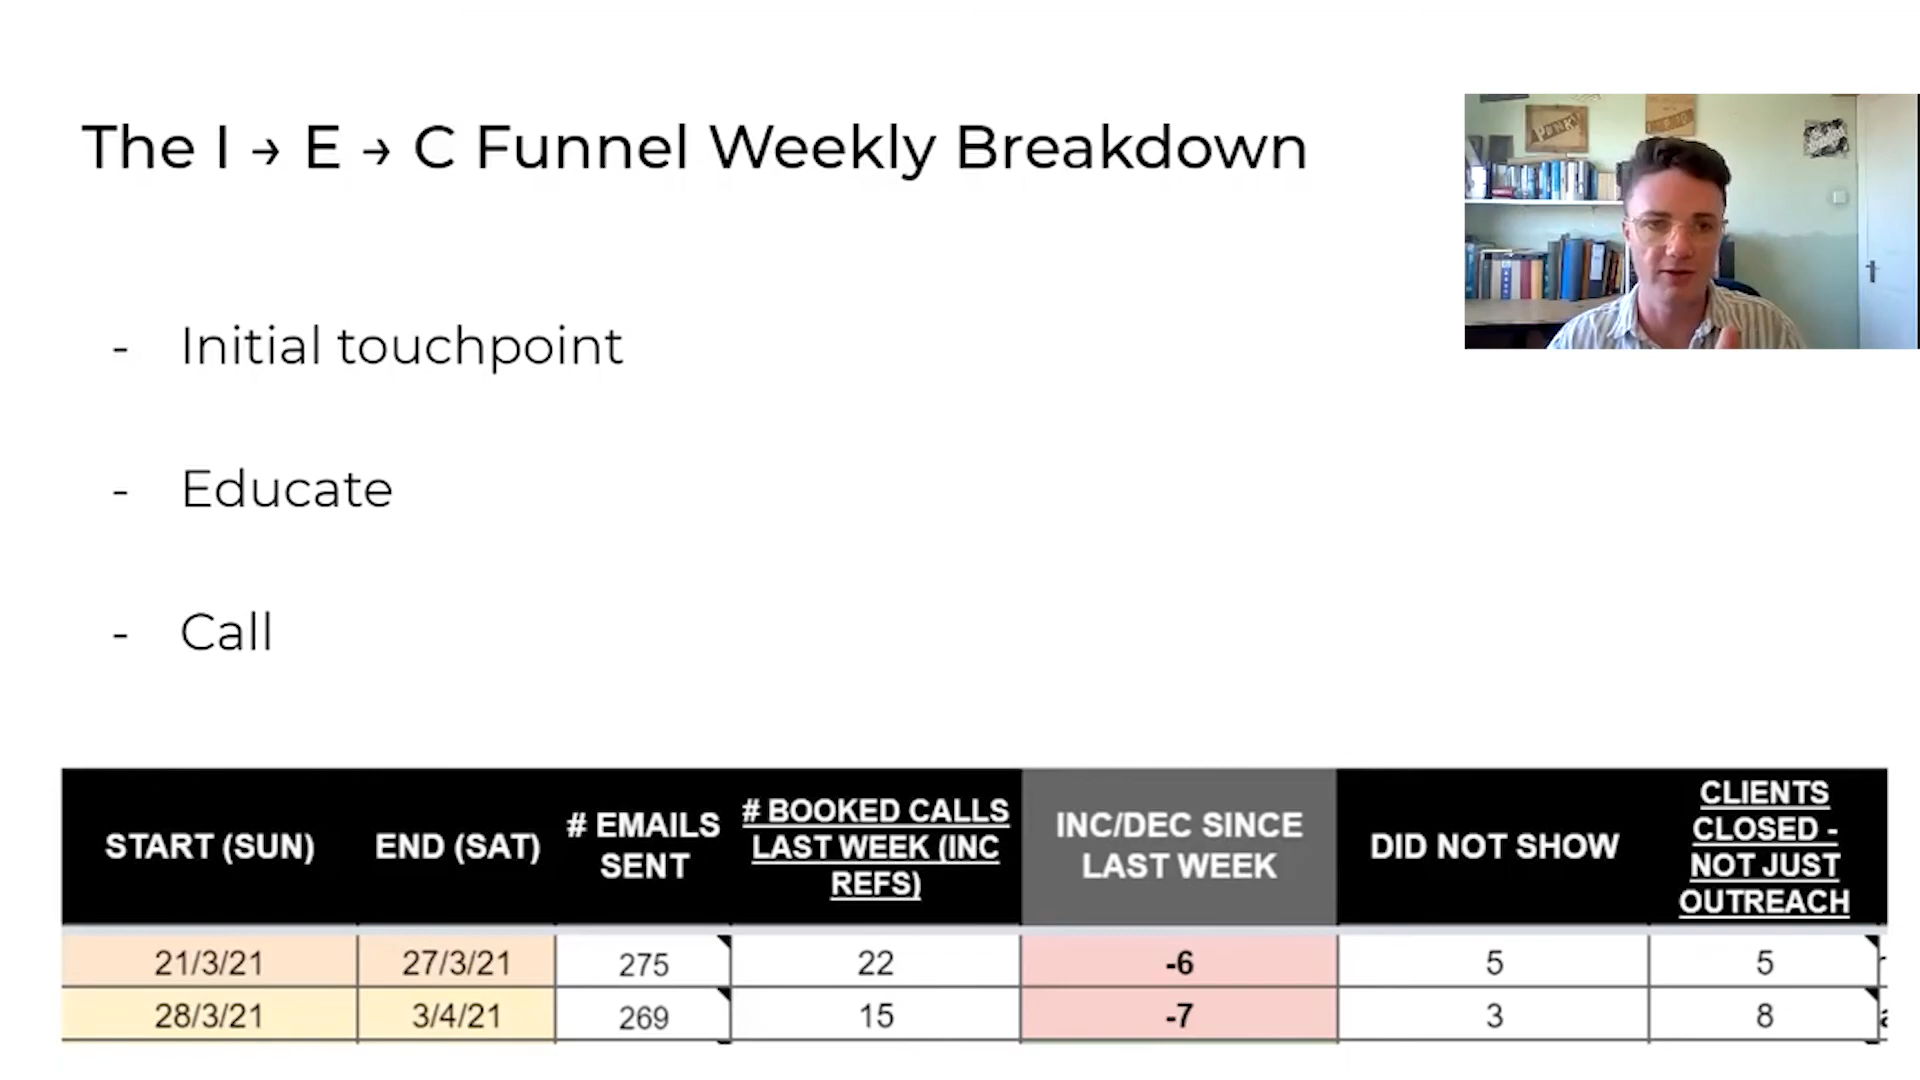 The I → E → C Funnel Weekly Breakdown
PUNK
- Initial touchpoint
- Educate
- Call
START (SUN) END (SAT) # EMAILS SENT # BOOKED CALLS LAST WEEK (INC REFS) INC/DEC SINCE LAST WEEK DID NOT SHOW CLIENTS CLOSED - NOT JUST OUTREACH
21/3/21 27/3/21 275 22 -6 5 5
28/3/21 3/4/21 269 15 -7 3 8